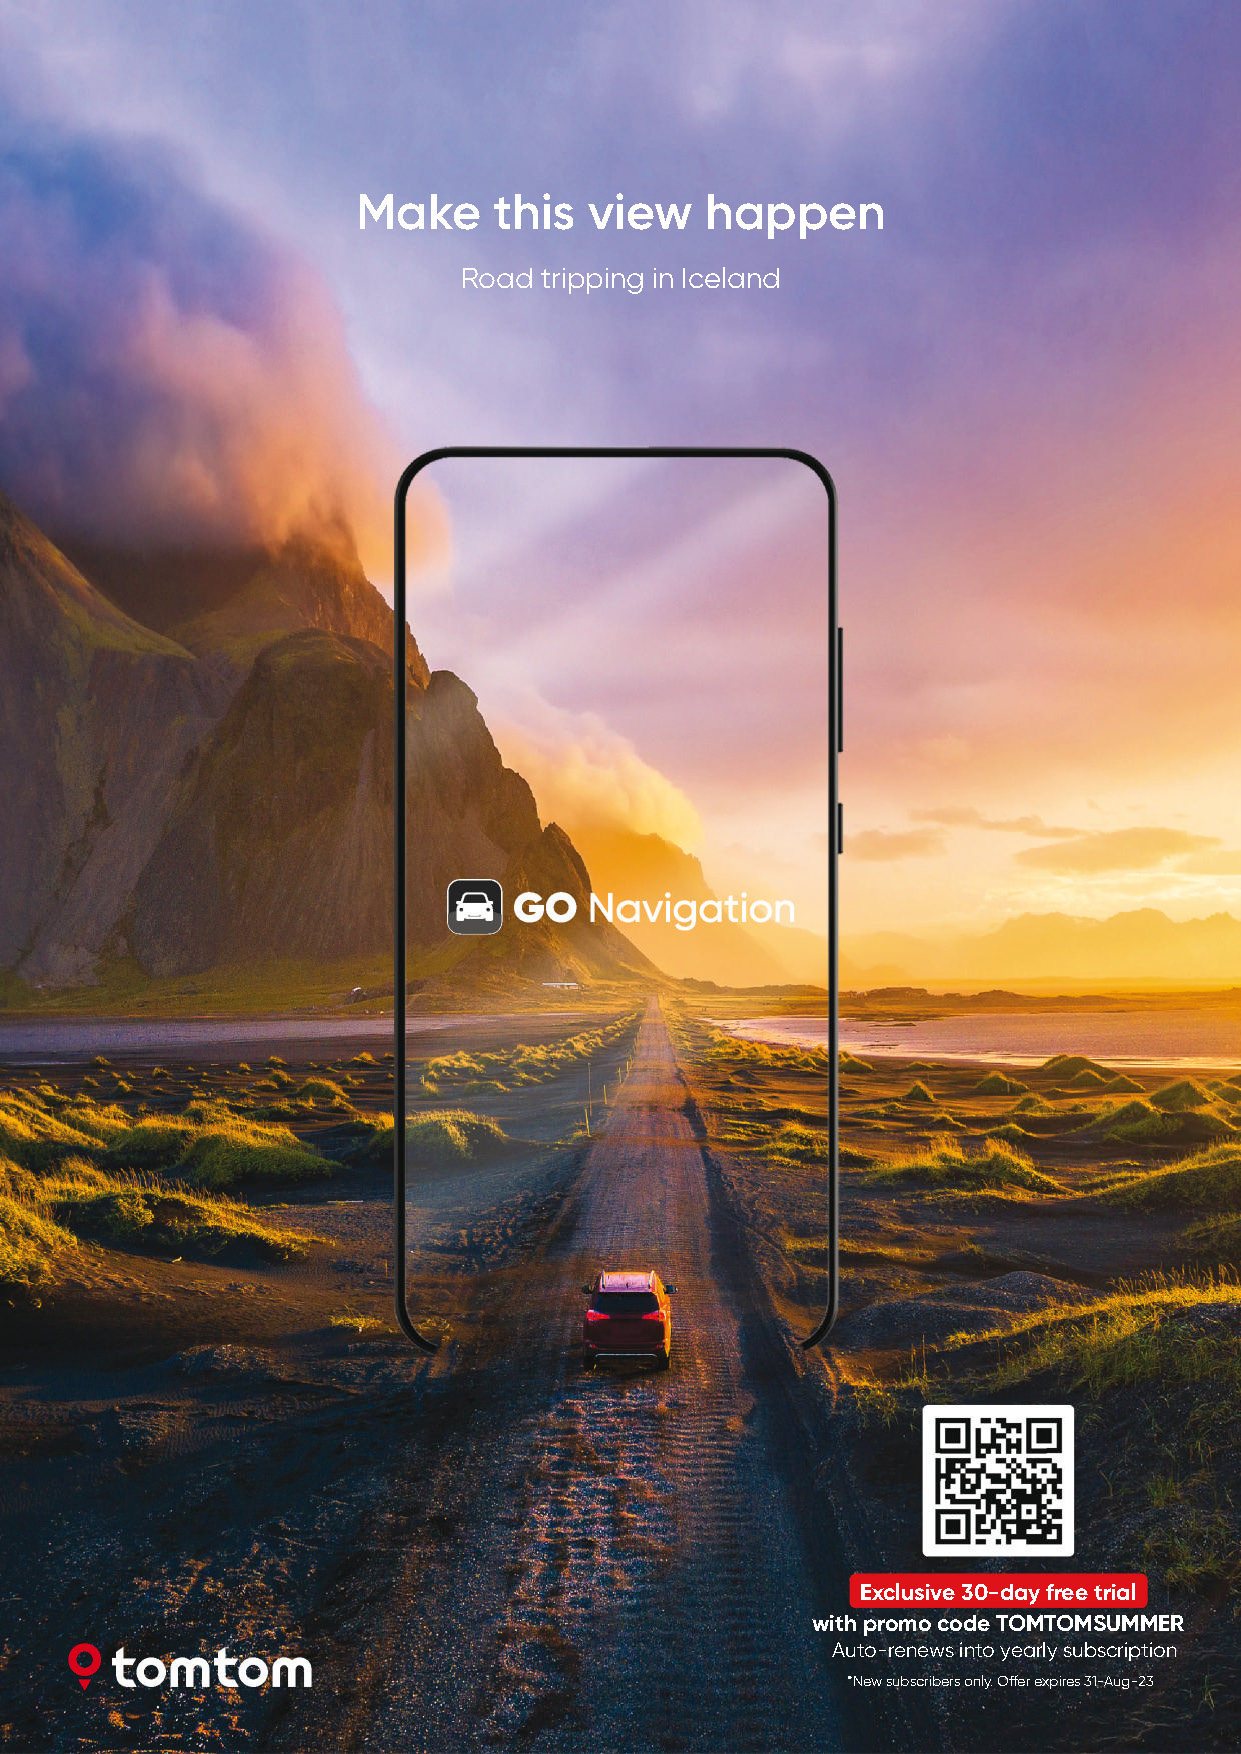 Make this view happen
Road tripping in Iceland
GO Navigation
Exclusive 30-day free trial
with promo code TOMTOMSUMMER
Auto-renews into yearly subscription
*New subscribers only. Offer expires 31-Aug-23
tomtom